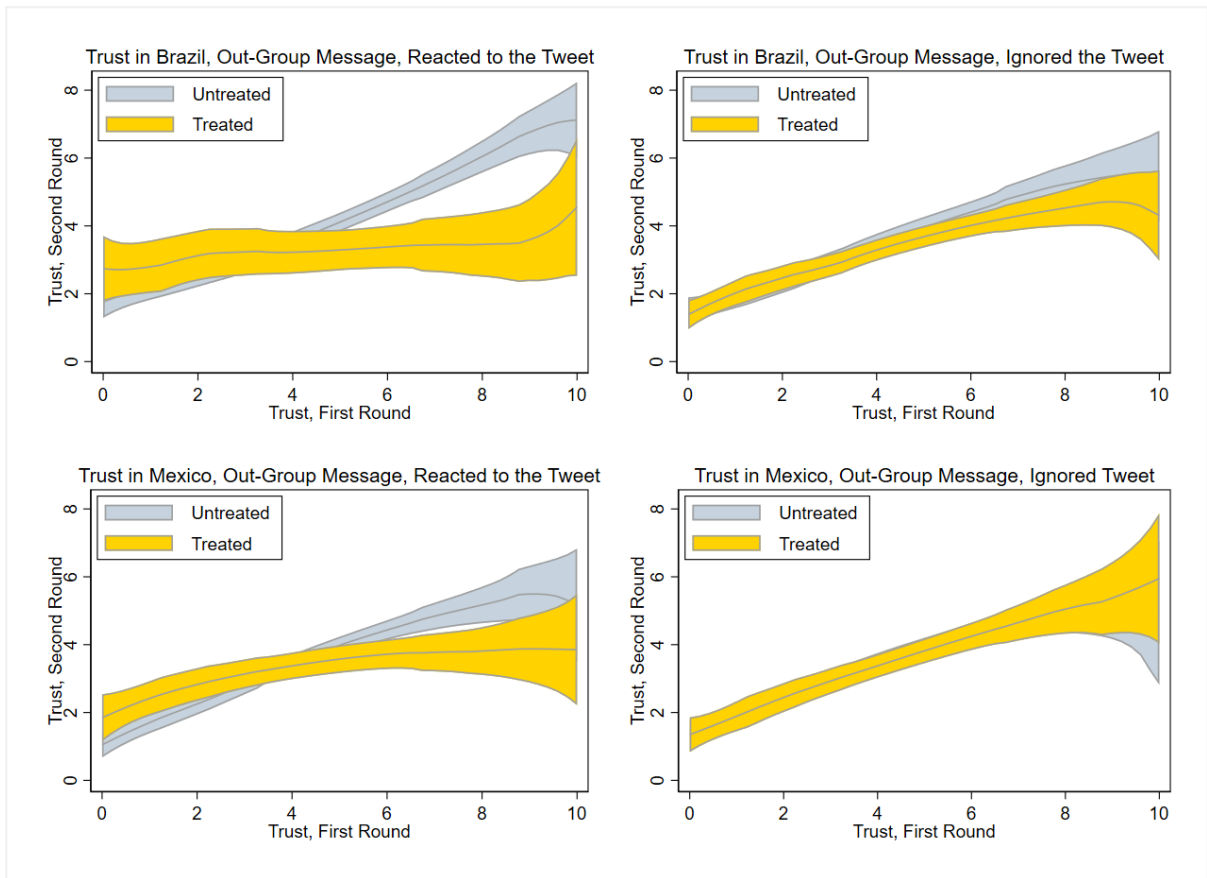 Trust in Brazil, Out-Group Message, Reacted to the Tweet
Untreated
Treated
Trust, Second Round
0
2
4
6
8
0
2
4
6
8
10
Trust, First Round
Trust in Brazil, Out-Group Message, Ignored the Tweet
Untreated
Treated
Trust, Second Round
0
2
4
6
8
0
2
4
6
8
10
Trust, First Round
Trust in Mexico, Out-Group Message, Reacted to the Tweet
Untreated
Treated
Trust, Second Round
0
2
4
6
8
0
2
4
6
8
10
Trust, First Round
Trust in Mexico, Out-Group Message, Ignored Tweet
Untreated
Treated
Trust, Second Round
0
2
4
6
8
0
2
4
6
8
10
Trust, First Round